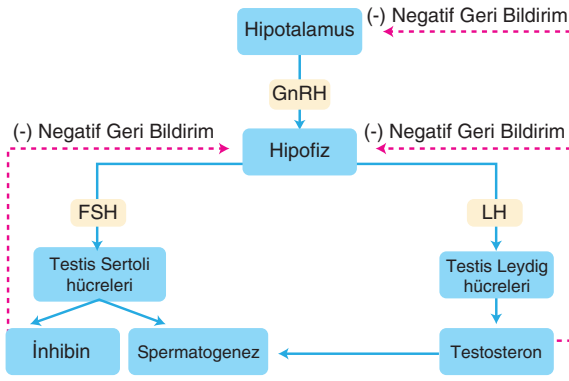 (-) Negatif Geri Bildirim
Hipotalamus
GnRH
(-) Negatif Geri Bildirim
(-) Negatif Geri Bildirim
Hipofiz
FSH
LH
Testis Sertoli
hücreleri
Testis Leydig
hücreleri
İnhibin
Spermatogenez
Testosteron